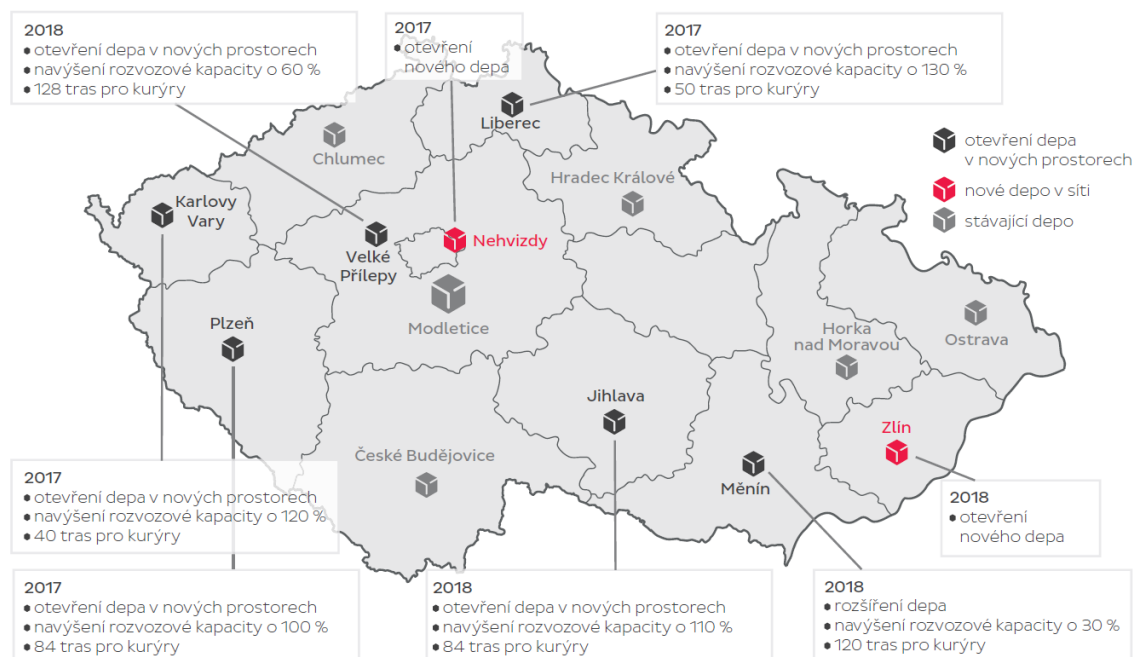 2018
• otevření depa v nových prostorech
• navýšení rozvozové kapacity o 60 %
• 128 tras pro kurýry
2017
• otevření
nového depa
2017
• otevření depa v nových prostorech
• navýšení rozvozové kapacity o 130 %
• 50 tras pro kurýry
otevření depa
v nových prostorech
nové depo v síti
stávající depo
Liberec
Chlumec
Hradec Králové
Karlovy
Vary
Velké
Přílepy
Nehvizdy
Modletice
Plzeň
Horka
nad Moravou
Ostrava
Jihlava
Zlín
České Budějovice
Měnín
2017
• otevření depa v nových prostorech
• navýšení rozvozové kapacity o 120 %
• 40 tras pro kurýry
2018
• otevření
nového depa
2017
• otevření depa v nových prostorech
• navýšení rozvozové kapacity o 100 %
• 84 tras pro kurýry
2018
• otevření depa v nových prostorech
• navýšení rozvozové kapacity o 110 %
• 84 tras pro kurýry
2018
• rozšíření depa
• navýšení rozvozové kapacity o 30 %
• 120 tras pro kurýry